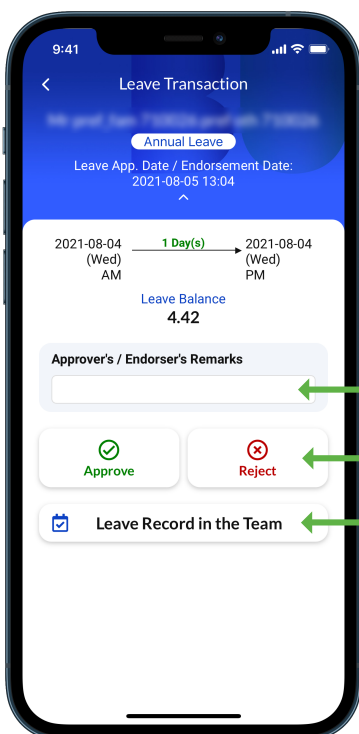 9:41
Leave Transaction
Annual Leave
Leave App. Date / Endorsement Date:
2021-08-05 13:04
2021-08-04 1 Day(s) 2021-08-04
(Wed) (Wed)
AM PM
Leave Balance
4.42
Approver's / Endorser's Remarks
Approve Reject
Leave Record in the Team